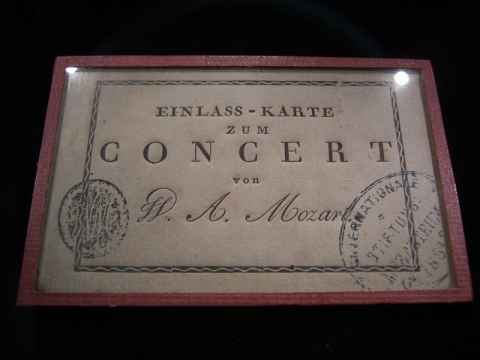 EINLASS - KARTE
ZUM
CONCERT
von
W. A. Mozart
INTERNATIONALE
STIFTUNG